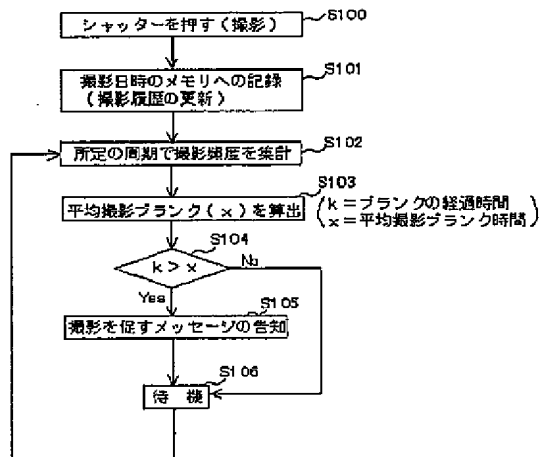 シャッターを押す(撮影)
S100
撮影日時のメモリへの記録
(撮影履歴の更新)
S101
所定の周期で撮影頻度を集計
S102
平均撮影ブランク(x)を算出
S103
(k=ブランクの経過時間
x=平均撮影ブランク時間)
S104
k>x
No
Yes
S105
撮影を促すメッセージの告知
S106
待 機